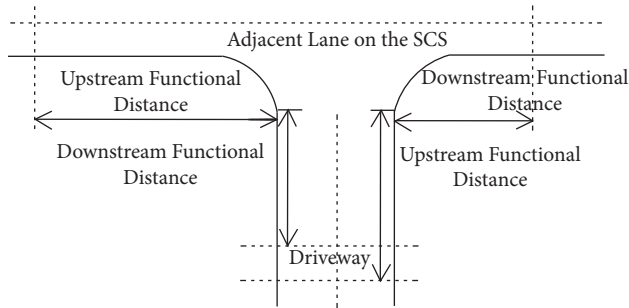 Adjacent Lane on the SCS
Upstream Functional
Distance
Downstream Functional
Distance
Downstream Functional
Distance
Upstream Functional
Distance
Driveway